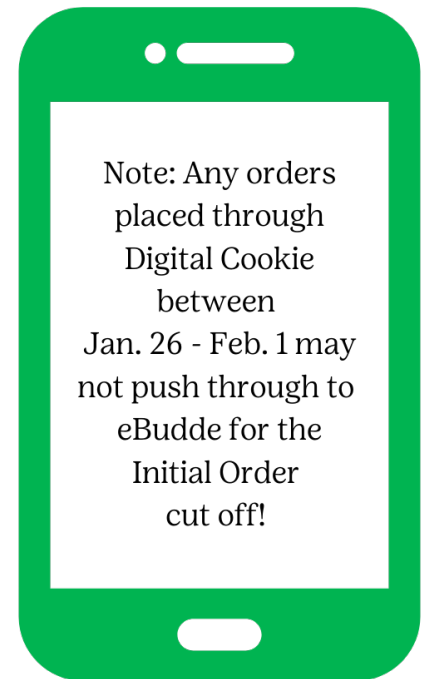 Note: Any orders
placed through
Digital Cookie
between
Jan. 26 - Feb. 1 may
not push through to
eBudde for the
Initial Order
cut off!